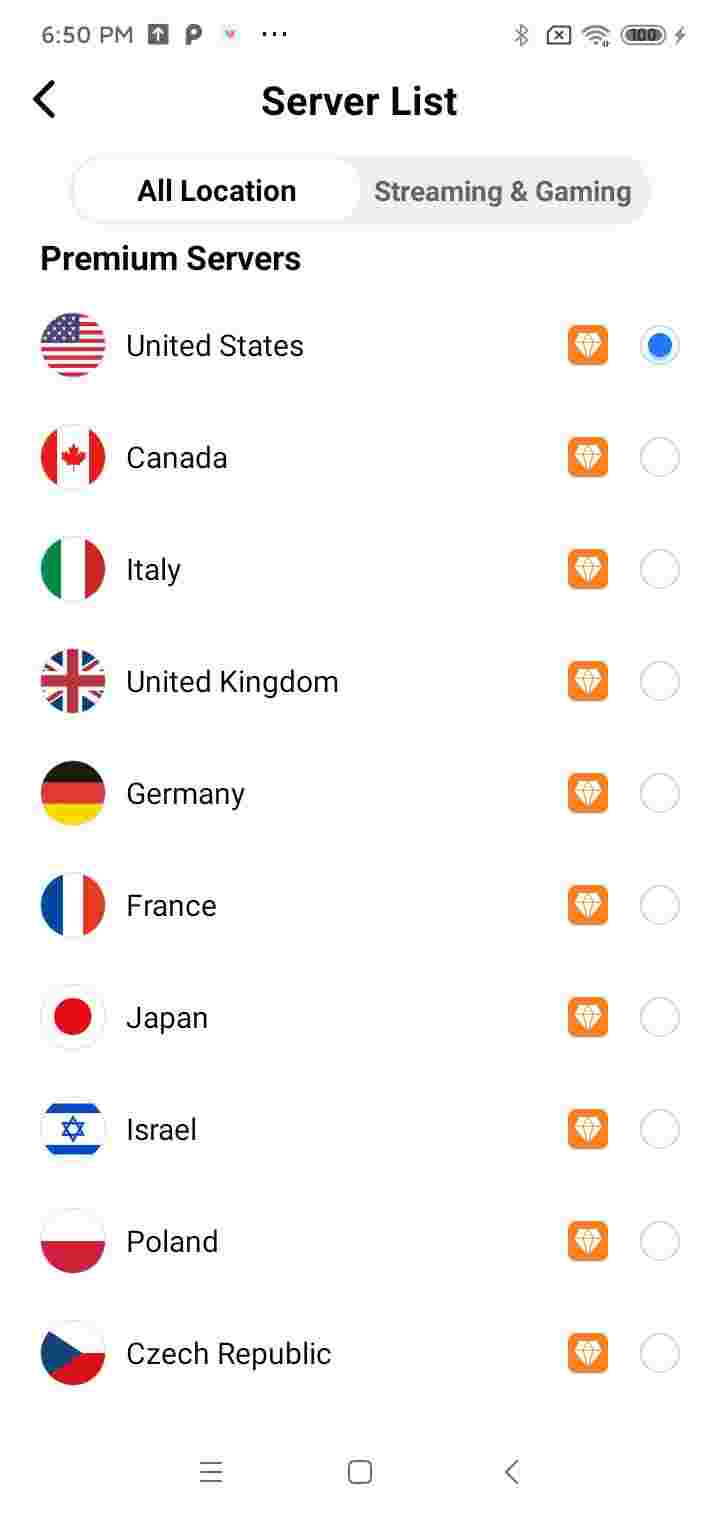 6:50 PM
100
Server List
All Location
Streaming & Gaming
Premium Servers
United States
Canada
Italy
United Kingdom
Germany
France
Japan
Israel
Poland
Czech Republic